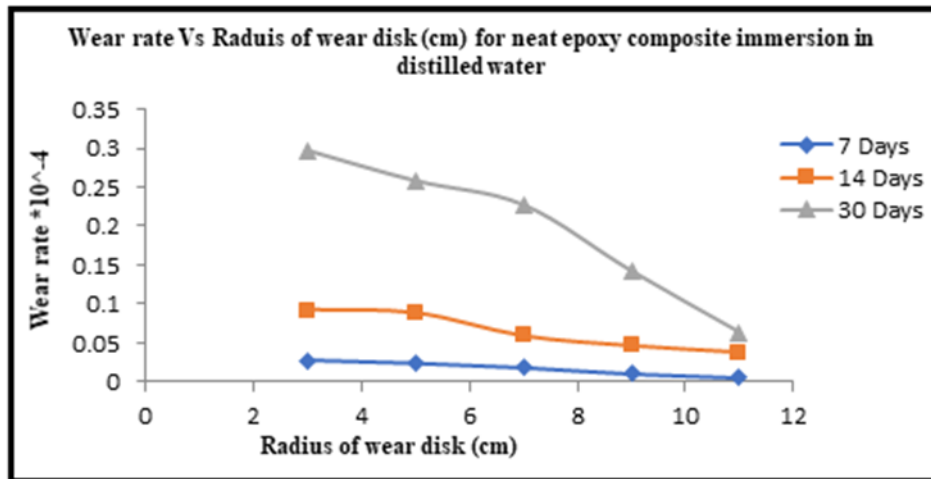 Wear rate Vs Raduis of wear disk (cm) for neat epoxy composite immersion in
distilled water
0.35
0.3
0.25
0.2
0.15
0.1
0.05
0
Wear rate *10^-4
0 2 4 6 8 10 12
Radius of wear disk (cm)
7 Days
14 Days
30 Days